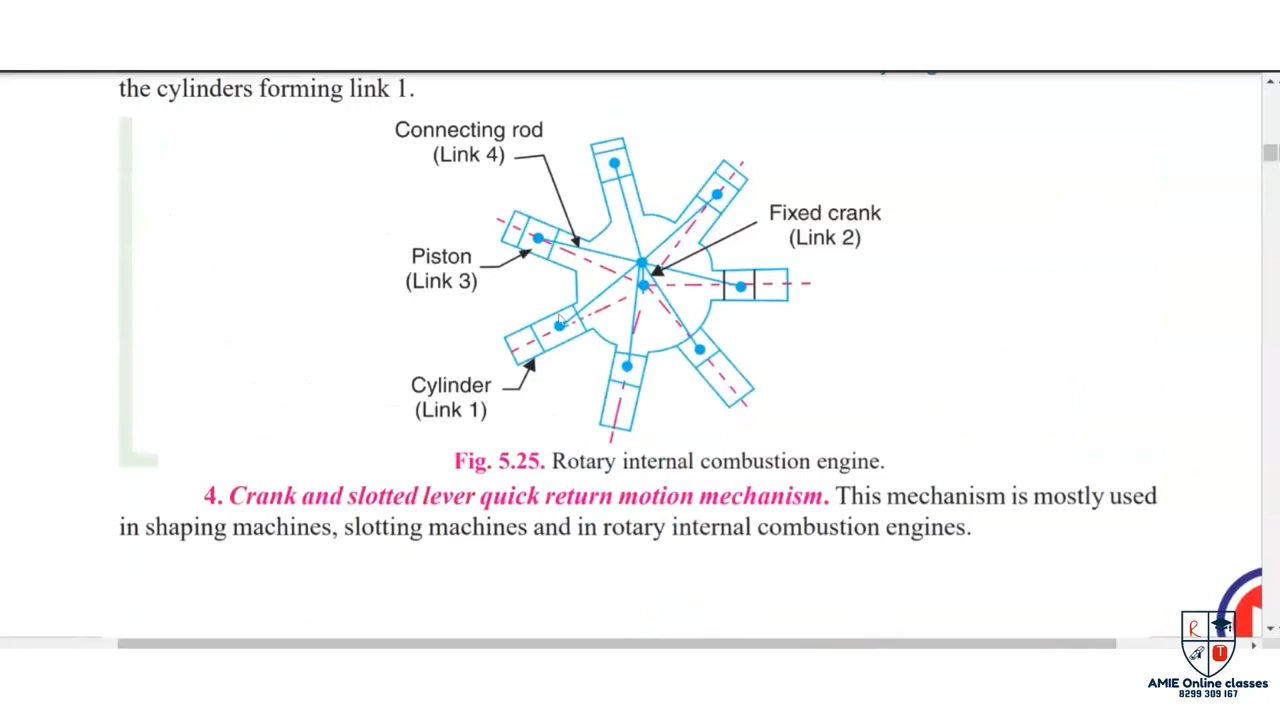 the cylinders forming link 1.
Connecting rod
(Link 4)
Fixed crank
(Link 2)
Piston
(Link 3)
Cylinder
(Link 1)
Fig. 5.25. Rotary internal combustion engine.
4. Crank and slotted lever quick return motion mechanism. This mechanism is mostly used
in shaping machines, slotting machines and in rotary internal combustion engines.
R
T
AMIE Online classes
8299 309 167